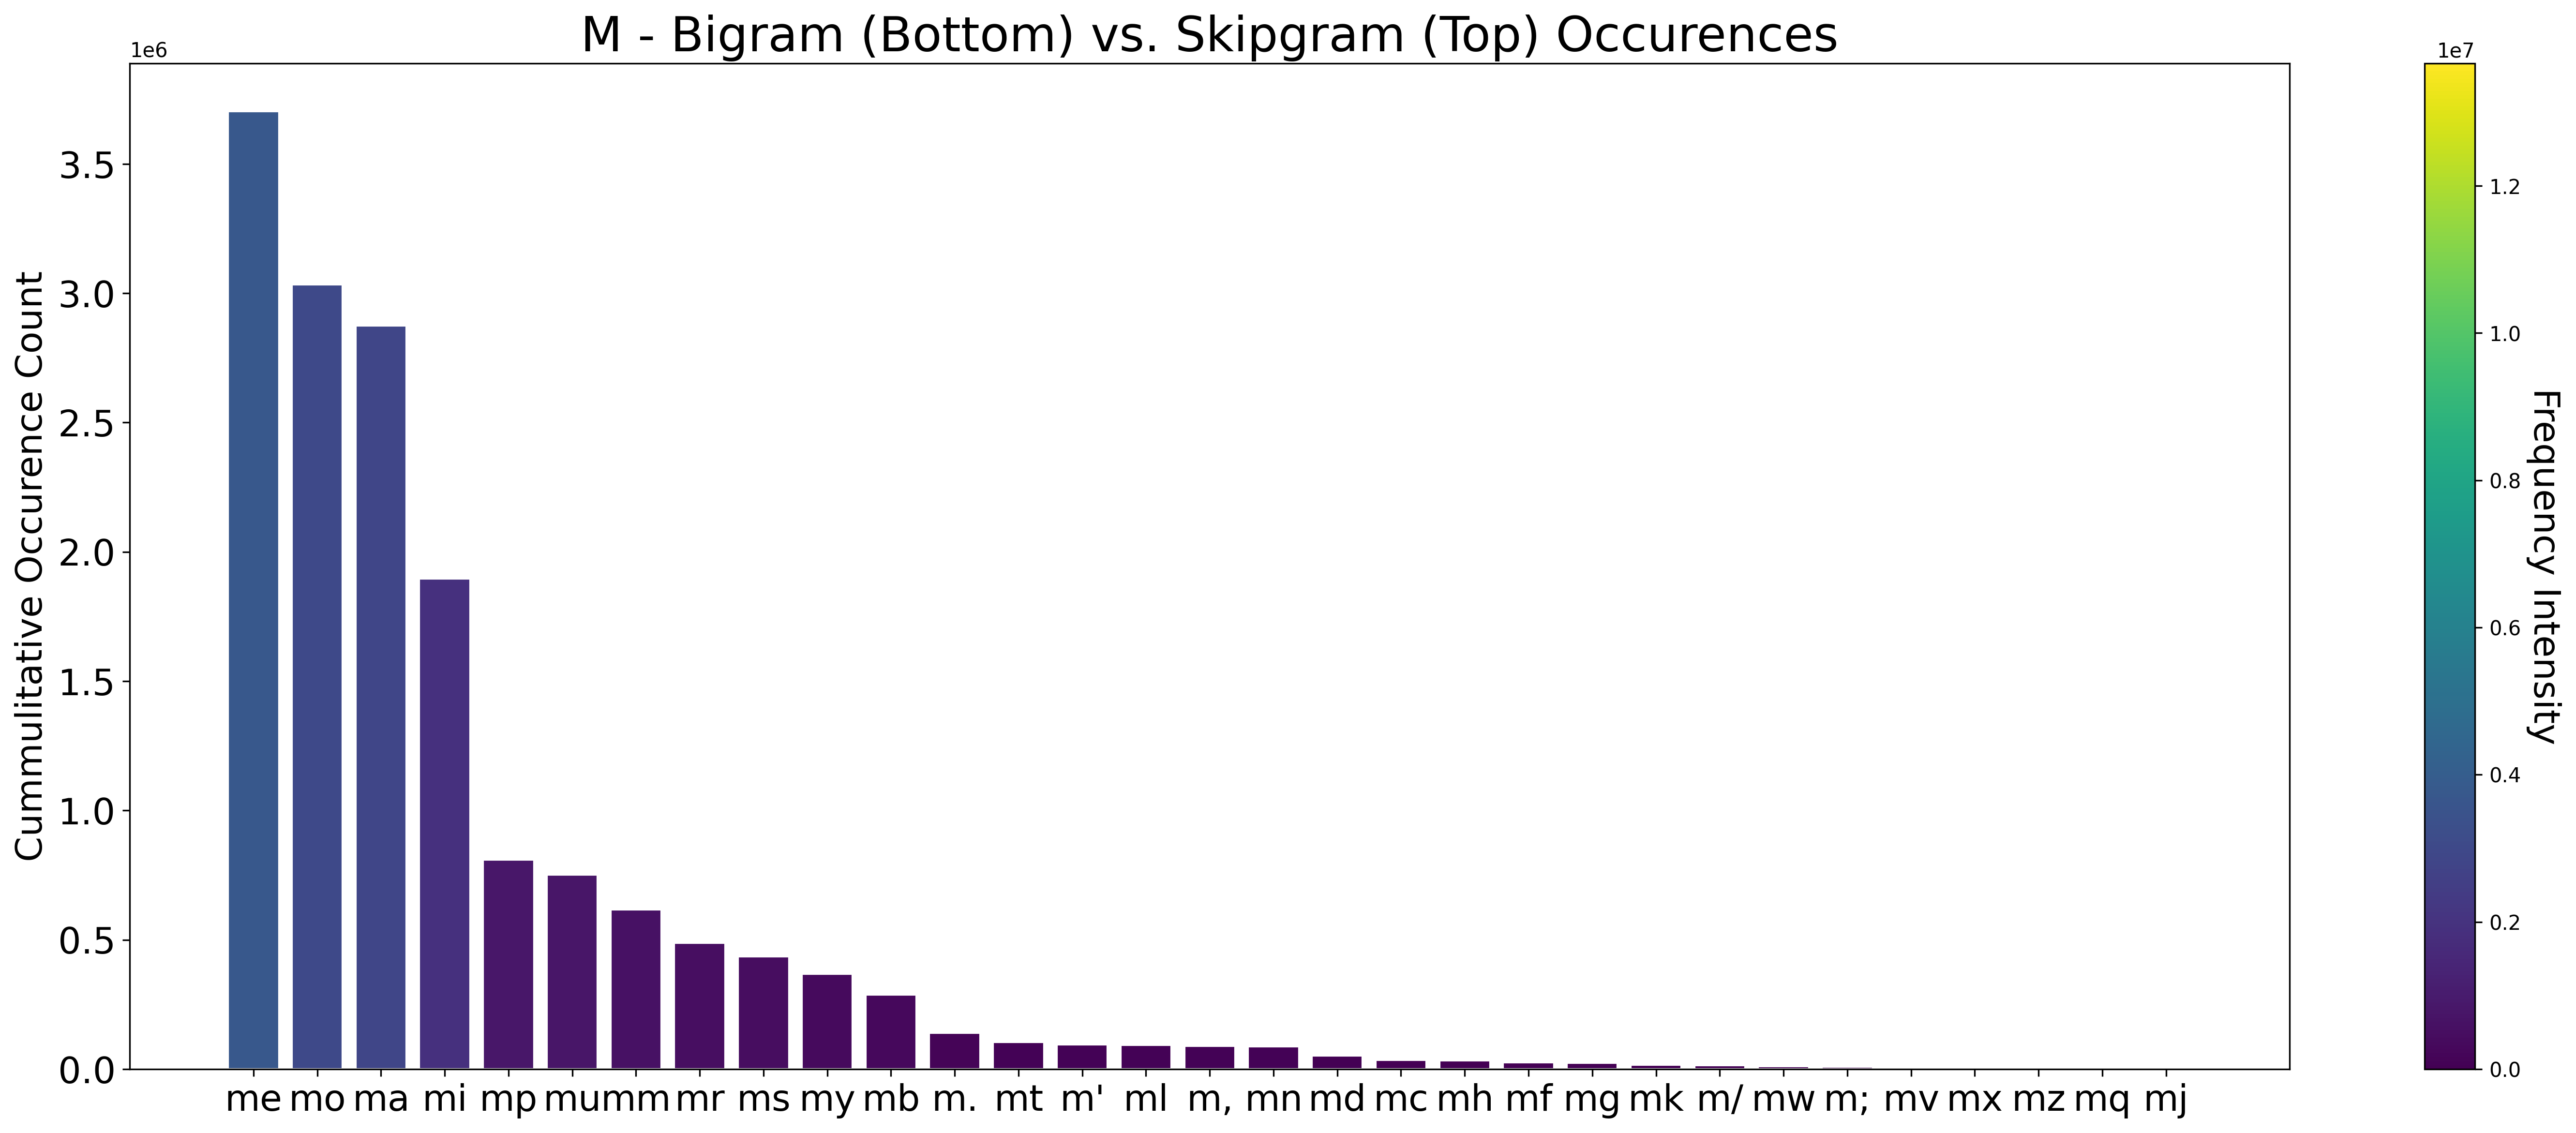 M - Bigram (Bottom) vs. Skipgram (Top) Occurences
1e6
3.5
3.0
2.5
2.0
1.5
1.0
0.5
0.0
Cummulitative Occurence Count
me mo ma mi mp mu mm mr ms my mb m. mt m' ml m, mn md mc mh mf mg mk m/ mw m; mv mx mz mq mj
1e7
1.2
1.0
0.8
0.6
0.4
0.2
0.0
Frequency Intensity